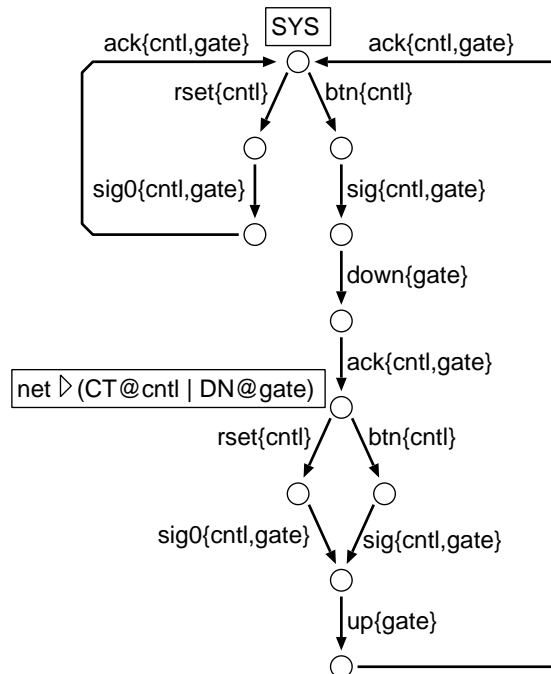 SYS
ack{cntl,gate}
ack{cntl,gate}
rset{cntl}
btn{cntl}
sig0{cntl,gate}
sig{cntl,gate}
down{gate}
ack{cntl,gate}
net ▷(CT@cntl | DN@gate)
rset{cntl}
btn{cntl}
sig0{cntl,gate}
sig{cntl,gate}
up{gate}